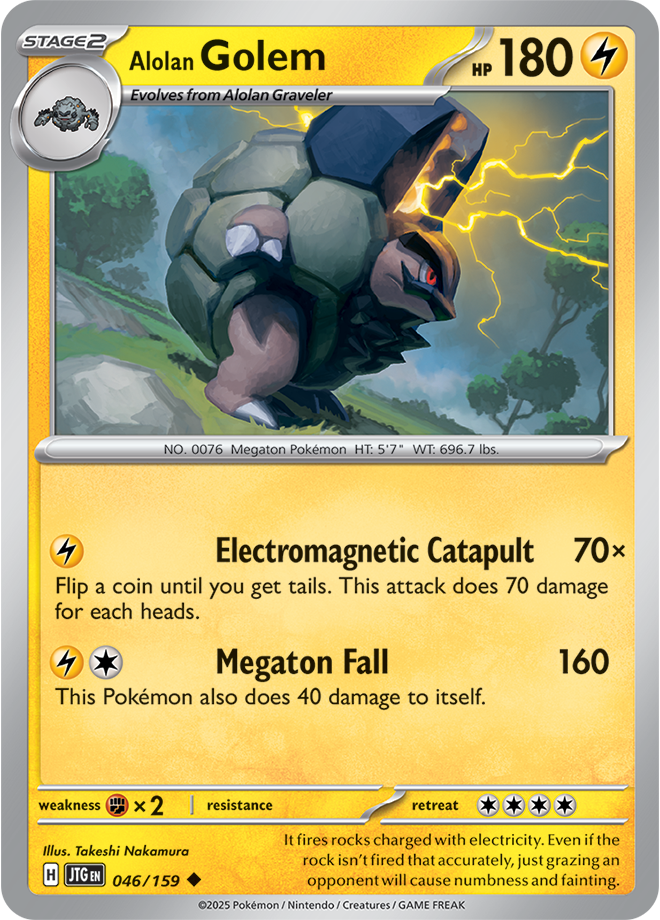 STAGE2
Alolan Golem
HP 180
Evolves from Alolan Graveler
NO. 0076 Megaton Pokémon HT: 5'7" WT: 696.7 lbs.
Electromagnetic Catapult 70×
Flip a coin until you get tails. This attack does 70 damage
for each heads.
Megaton Fall 160
This Pokémon also does 40 damage to itself.
weakness ×2 resistance retreat
Illus. Takeshi Nakamura
It fires rocks charged with electricity. Even if the
rock isn't fired that accurately, just grazing an
opponent will cause numbness and fainting.
H JTG EN 046/159
©2025 Pokémon / Nintendo / Creatures / GAME FREAK